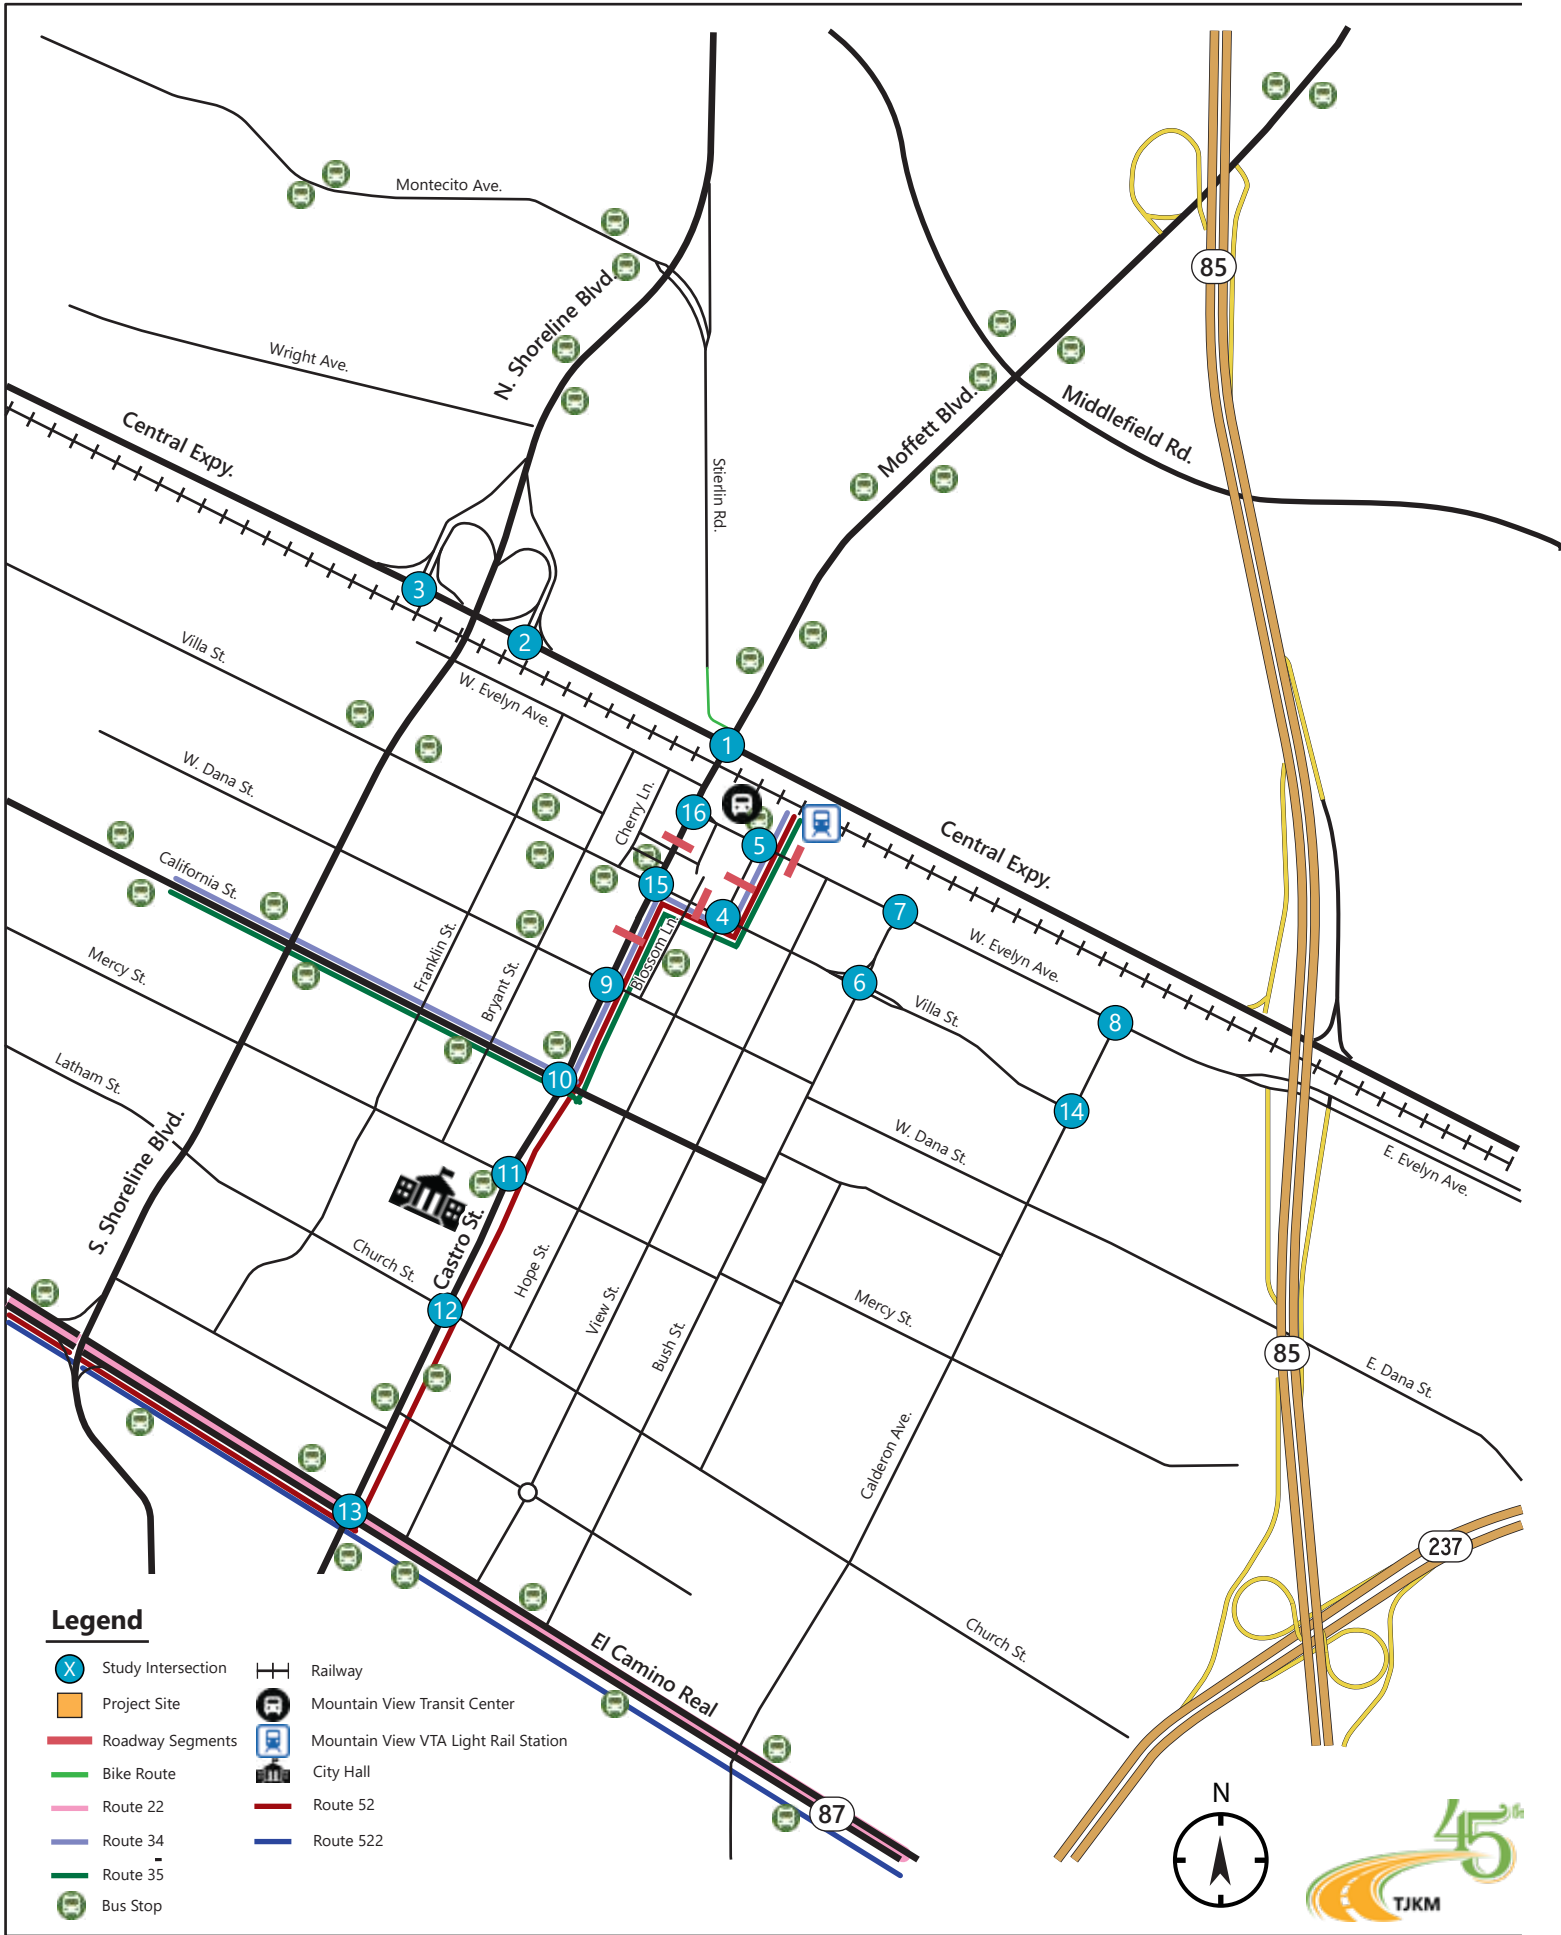 85
Montecito Ave.
N. Shoreline Blvd.
Wright Ave.
Central Expy.
Stierlin Rd.
Moffett Blvd.
Middlefield Rd.
3
2
1
Villa St.
W. Evelyn Ave.
W. Dana St.
Cherry Ln.
16
5
15
4
7
Central Expy.
California St.
Franklin St.
Bryant St.
Blossom Ln.
9
6
W. Evelyn Ave.
Mercy St.
Villa St.
8
10
14
Latham St.
W. Dana St.
E. Evelyn Ave.
S. Shoreline Blvd.
11
Castro St.
Church St.
Hope St.
View St.
Bush St.
Mercy St.
12
85
E. Dana St.
Calderon Ave.
13
237
El Camino Real
Church St.
87
Legend
X Study Intersection
Project Site
Roadway Segments
Bike Route
Route 22
Route 34
Route 35
Bus Stop
Railway
Mountain View Transit Center
Mountain View VTA Light Rail Station
City Hall
Route 52
Route 522
N
45th
TJKM